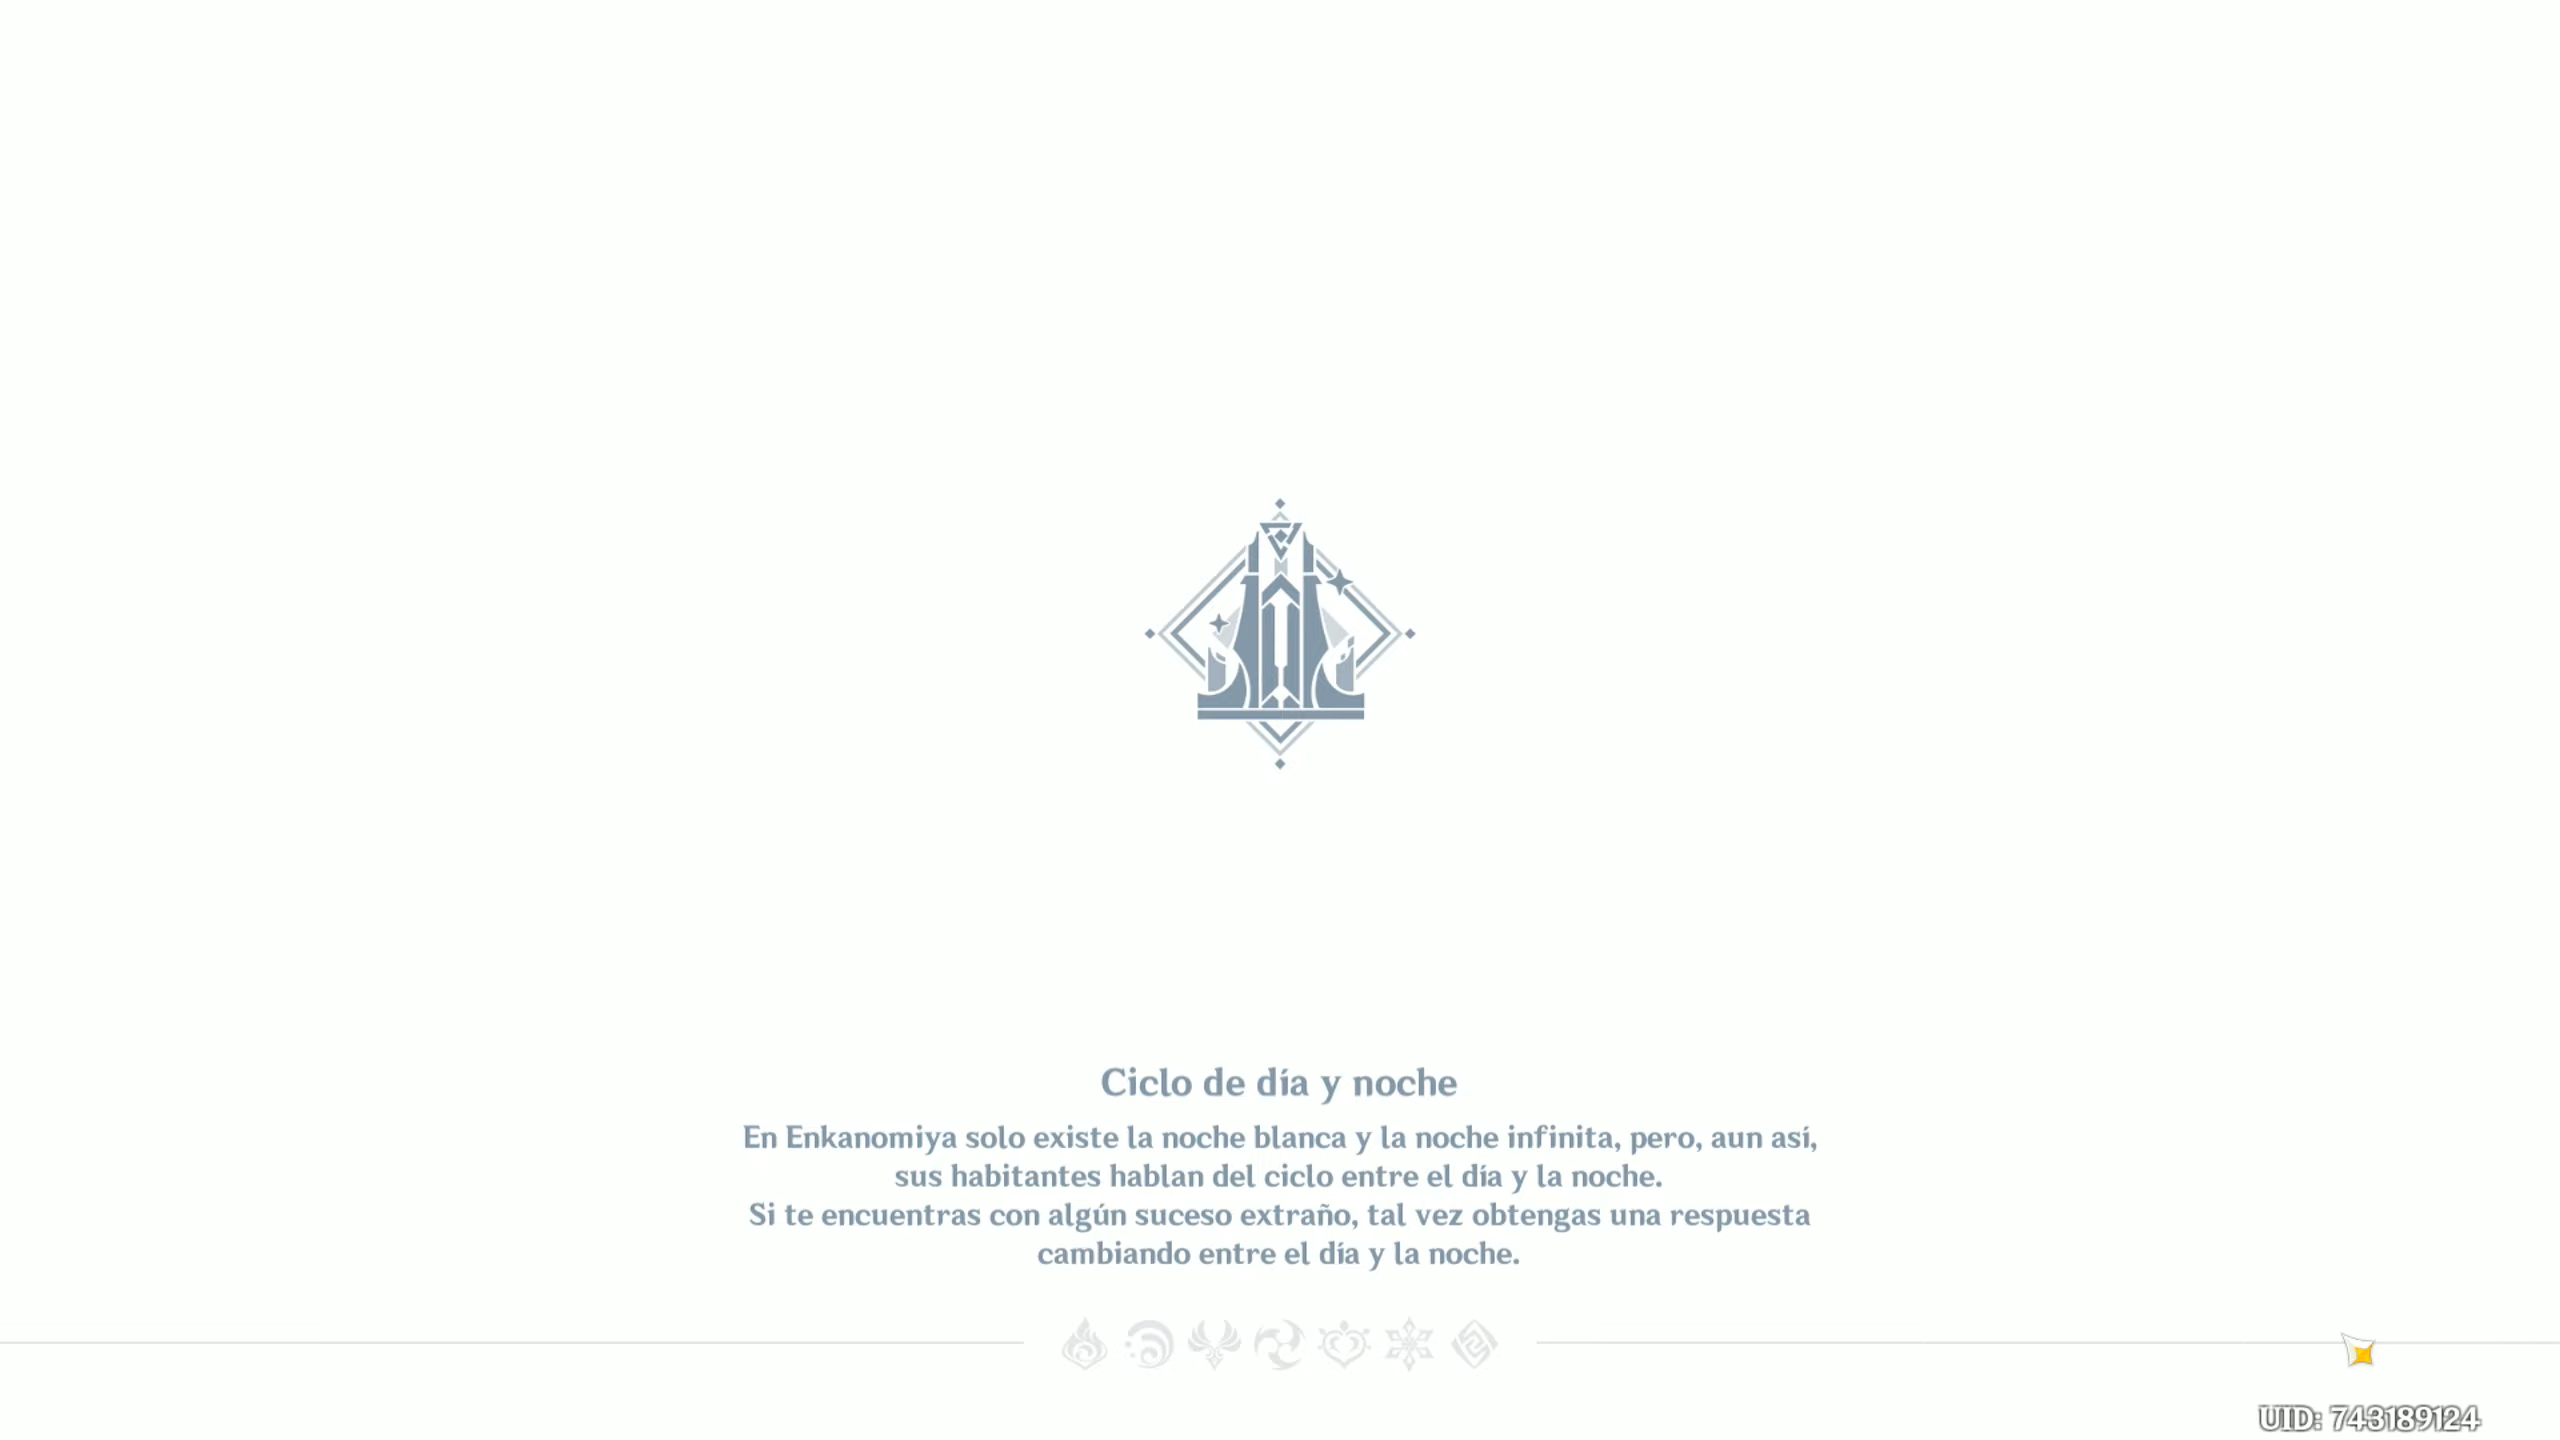 Ciclo de día y noche
En Enkanomiya solo existe la noche blanca y la noche infinita, pero, aun así,
sus habitantes hablan del ciclo entre el día y la noche.
Si te encuentras con algún suceso extraño, tal vez obtengas una respuesta
cambiando entre el día y la noche.
UID: 743189124